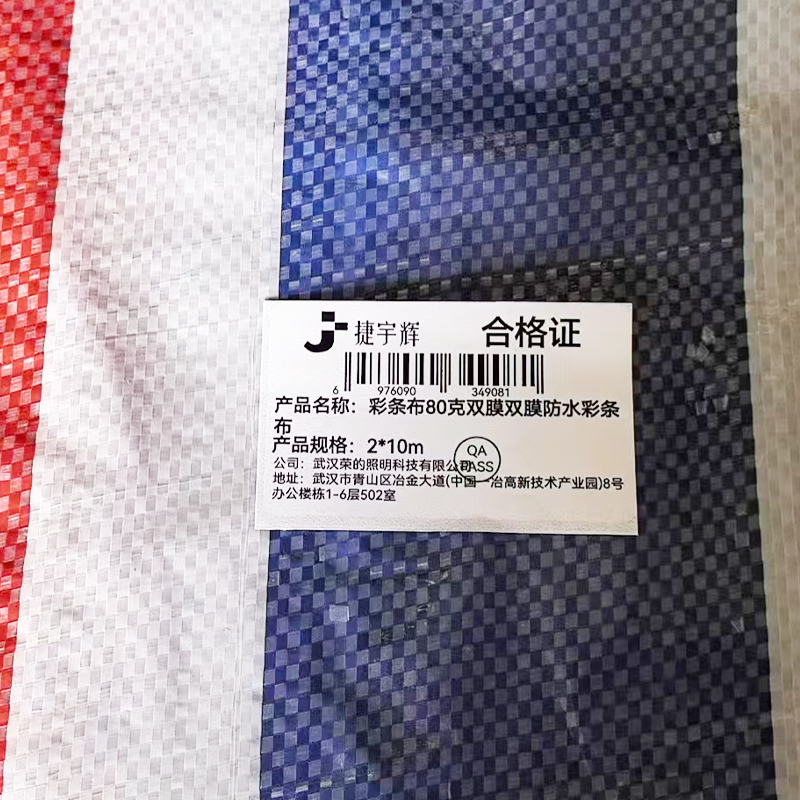 捷宇辉
合格证
6 976090 349081
产品名称：彩条布80克双膜双膜防水彩条
布
产品规格：2*10m
QA
PASS
公司：武汉荣的照明科技有限公司
地址：武汉市青山区冶金大道(中国一冶高新技术产业园)8号
办公楼栋1-6层502室